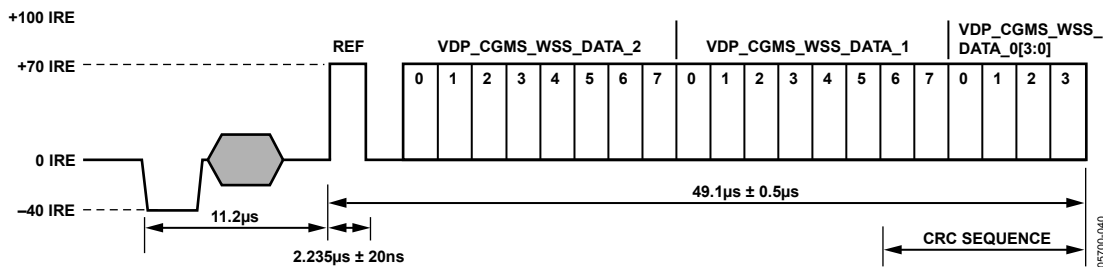 +100 IRE
REF
VDP_CGMS_WSS_DATA_2
VDP_CGMS_WSS_DATA_1
VDP_CGMS_WSS_
DATA_0[3:0]
+70 IRE
0 1 2 3 4 5 6 7 0 1 2 3 4 5 6 7 0 1 2 3
0 IRE
49.1µs ± 0.5µs
–40 IRE
11.2µs
CRC SEQUENCE
2.235µs ± 20ns
05700-040